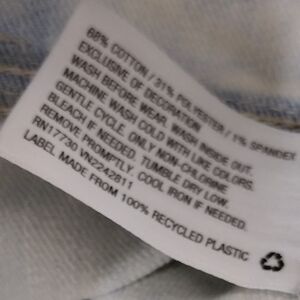 68% COTTON / 31% POLYESTER / 1% SPANDEX
EXCLUSIVE OF DECORATION
WASH BEFORE WEAR. WASH INSIDE OUT.
MACHINE WASH COLD WITH LIKE COLORS.
GENTLE CYCLE. ONLY NON-CHLORINE
BLEACH IF NEEDED. TUMBLE DRY LOW.
REMOVE PROMPTLY. COOL IRON IF NEEDED.
RN17730 VN2242811
LABEL MADE FROM 100% RECYCLED PLASTIC